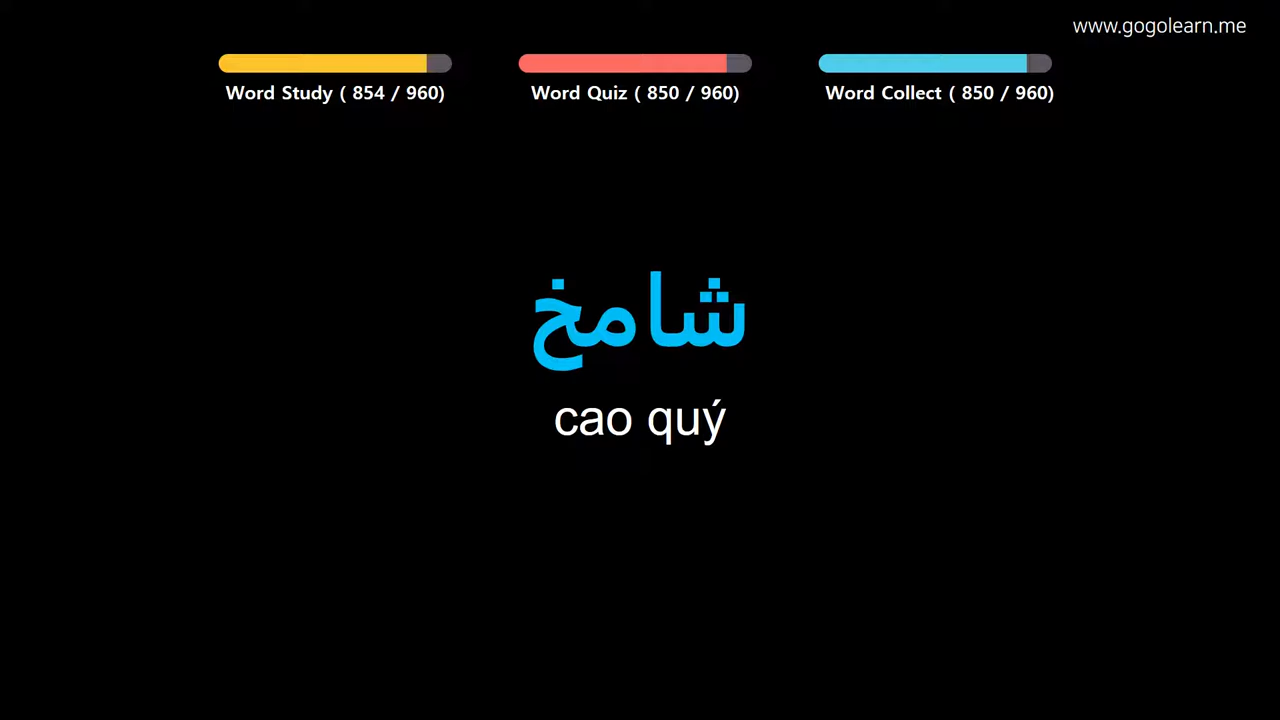 www.gogolearn.me
Word Study ( 854 / 960)
Word Quiz ( 850 / 960)
Word Collect ( 850 / 960)
شامخ
cao quý